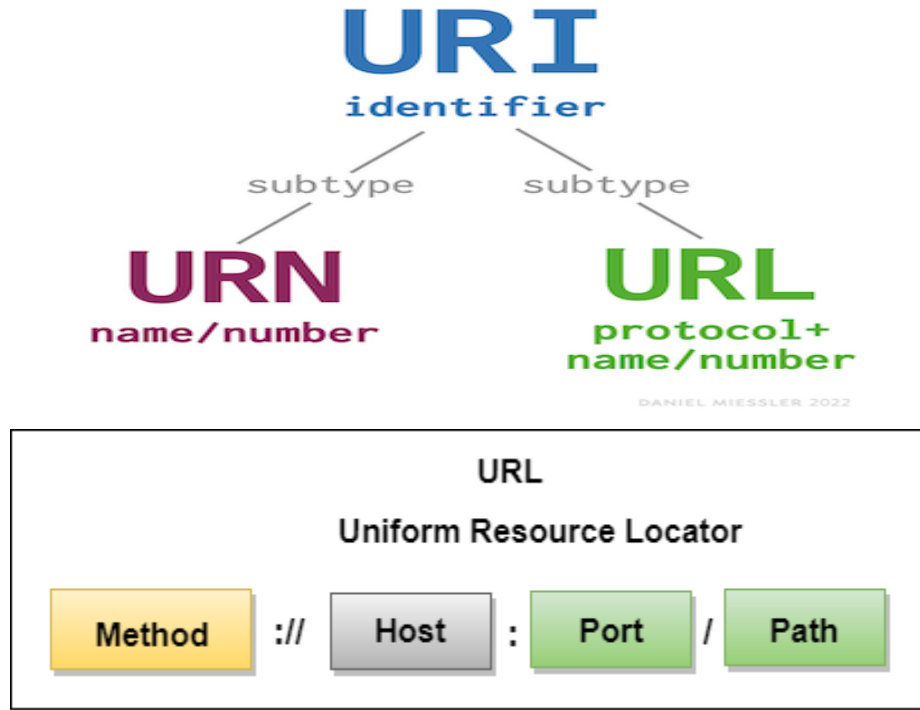 URI
identifier
subtype subtype
URN URL
name/number protocol+
name/number
DANIEL MIESSLER 2022
URL
Uniform Resource Locator
Method :// Host : Port / Path